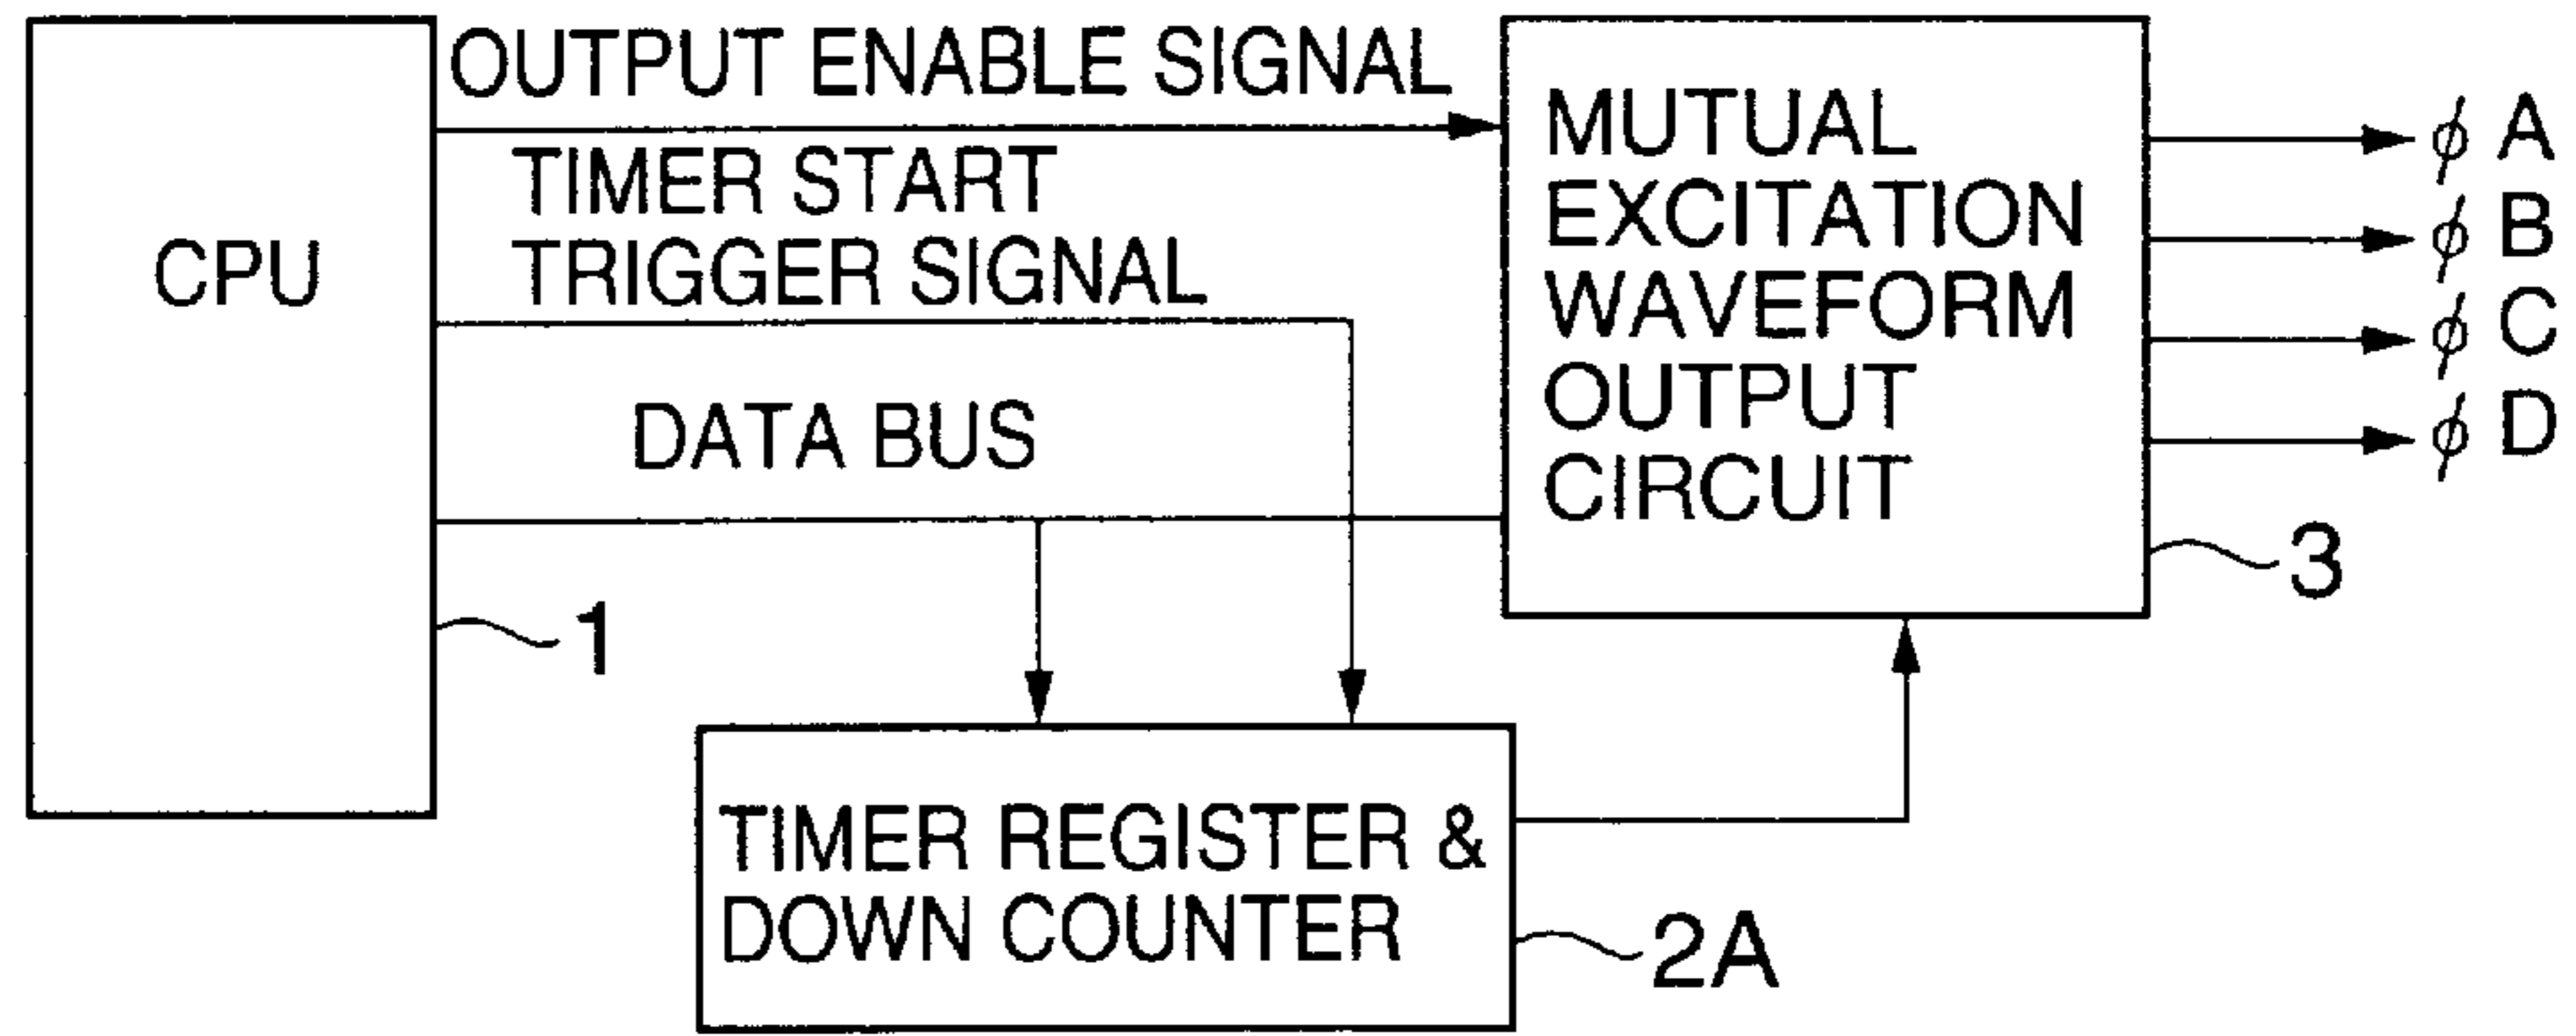 CPU
1
OUTPUT ENABLE SIGNAL
TIMER START
TRIGGER SIGNAL
DATA BUS
MUTUAL
EXCITATION
WAVEFORM
OUTPUT
CIRCUIT
3
ϕ A
ϕ B
ϕ C
ϕ D
TIMER REGISTER &
DOWN COUNTER
2A